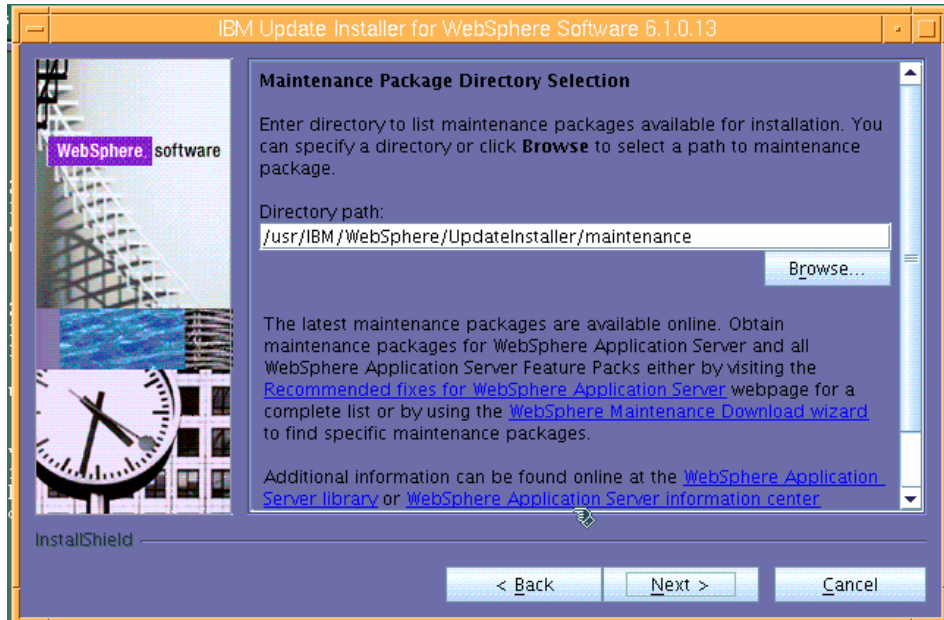 IBM Update Installer for WebSphere Software 6.1.0.13
WebSphere software
Maintenance Package Directory Selection
Enter directory to list maintenance packages available for installation. You
can specify a directory or click Browse to select a path to maintenance
package.
Directory path:
/usr/IBM/WebSphere/UpdateInstaller/maintenance
Browse...
The latest maintenance packages are available online. Obtain
maintenance packages for WebSphere Application Server and all
WebSphere Application Server Feature Packs either by visiting the
Recommended fixes for WebSphere Application Server webpage for a
complete list or by using the WebSphere Maintenance Download wizard
to find specific maintenance packages.
Additional information can be found online at the WebSphere Application
Server library or WebSphere Application Server information center
InstallShield
< Back
Next >
Cancel